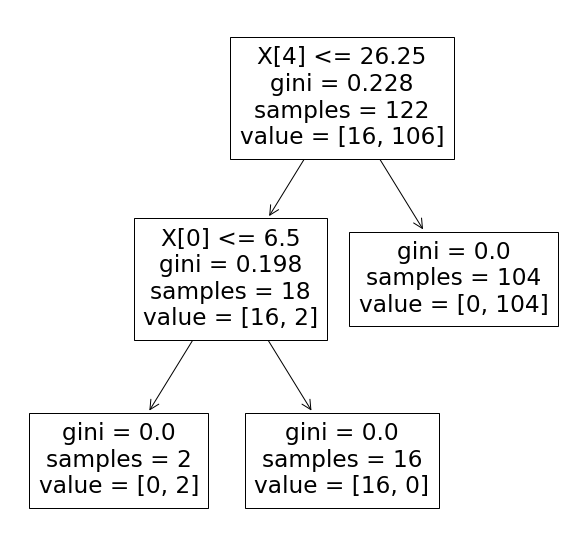 X[4] <= 26.25
gini = 0.228
samples = 122
value = [16, 106]
X[0] <= 6.5
gini = 0.198
samples = 18
value = [16, 2]
gini = 0.0
samples = 104
value = [0, 104]
gini = 0.0
samples = 2
value = [0, 2]
gini = 0.0
samples = 16
value = [16, 0]